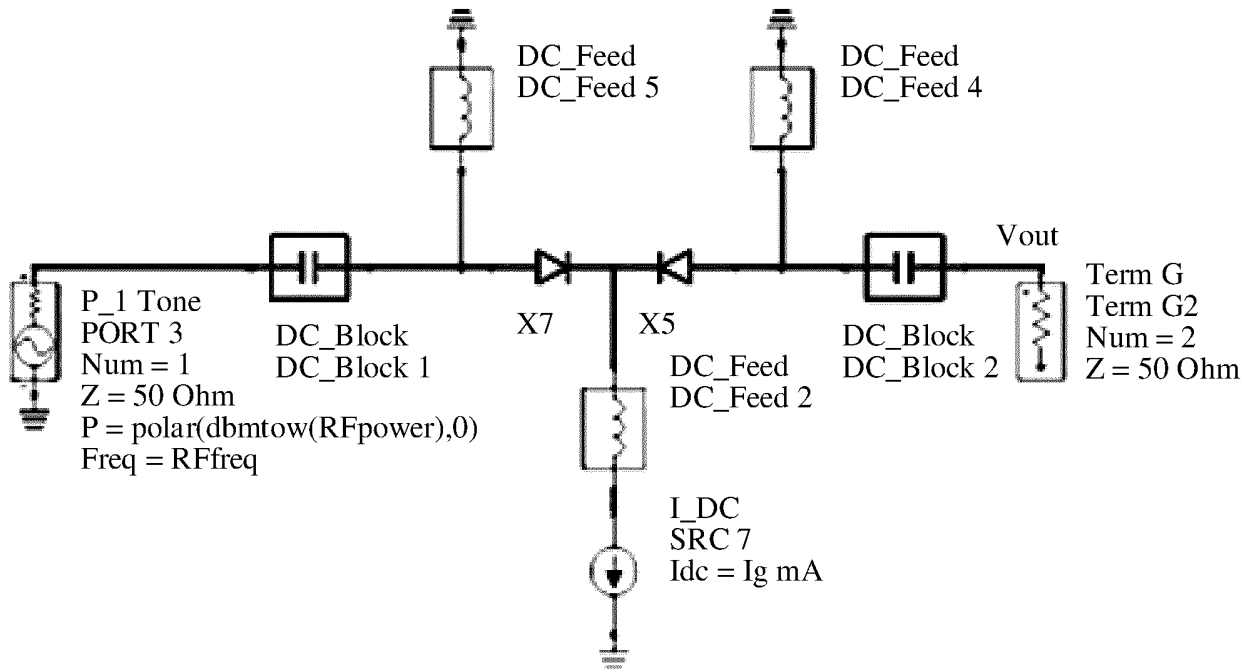 DC_Feed
DC_Feed 5
DC_Feed
DC_Feed 4
Vout
P_1 Tone
PORT 3
Num = 1
Z = 50 Ohm
P = polar(dbmtow(RFpower),0)
Freq = RFfreq
DC_Block
DC_Block 1
X7
X5
DC_Feed
DC_Feed 2
DC_Block
DC_Block 2
Term G
Term G2
Num = 2
Z = 50 Ohm
I_DC
SRC 7
Idc = Ig mA